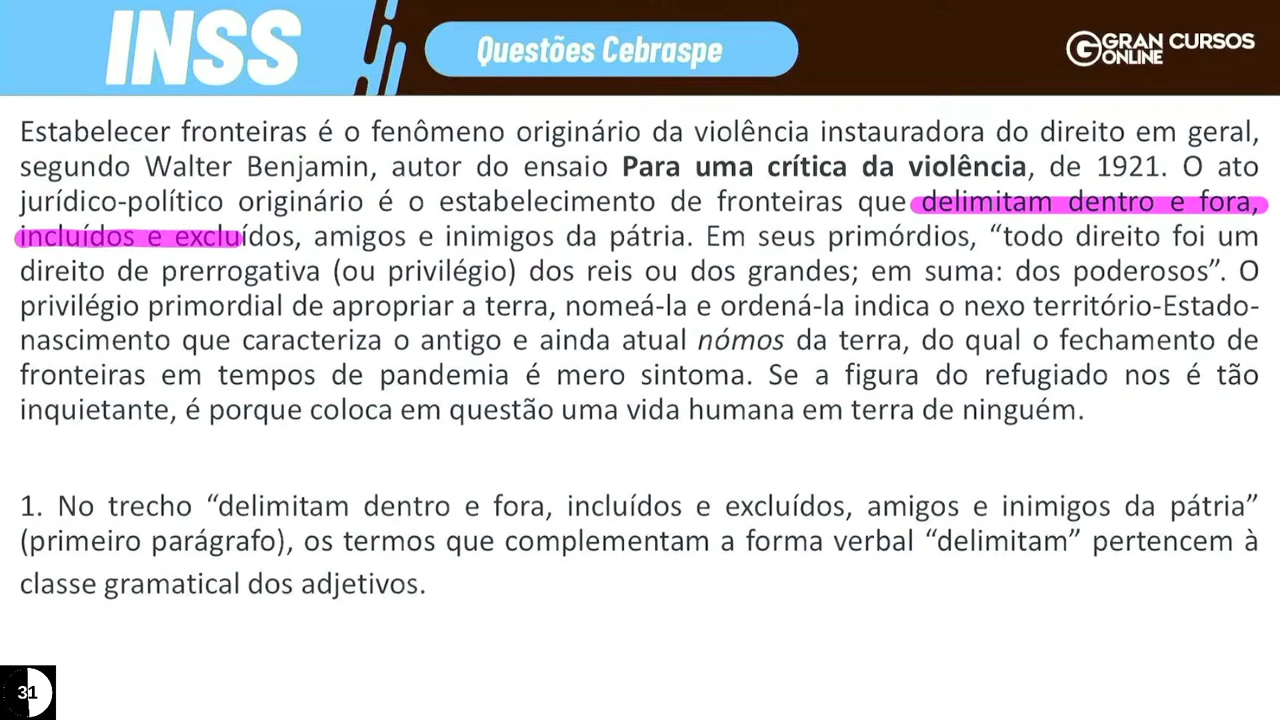 INSS
Questões Cebraspe
GRAN CURSOS
ONLINE
Estabelecer fronteiras é o fenômeno originário da violência instauradora do direito em geral,
segundo Walter Benjamin, autor do ensaio Para uma crítica da violência, de 1921. O ato
jurídico-político originário é o estabelecimento de fronteiras que delimitam dentro e fora,
incluídos e excluídos, amigos e inimigos da pátria. Em seus primórdios, “todo direito foi um
direito de prerrogativa (ou privilégio) dos reis ou dos grandes; em suma: dos poderosos”. O
privilégio primordial de apropriar a terra, nomeá-la e ordená-la indica o nexo território-Estado-
nascimento que caracteriza o antigo e ainda atual nómos da terra, do qual o fechamento de
fronteiras em tempos de pandemia é mero sintoma. Se a figura do refugiado nos é tão
inquietante, é porque coloca em questão uma vida humana em terra de ninguém.
1. No trecho “delimitam dentro e fora, incluídos e excluídos, amigos e inimigos da pátria”
(primeiro parágrafo), os termos que complementam a forma verbal “delimitam” pertencem à
classe gramatical dos adjetivos.
31